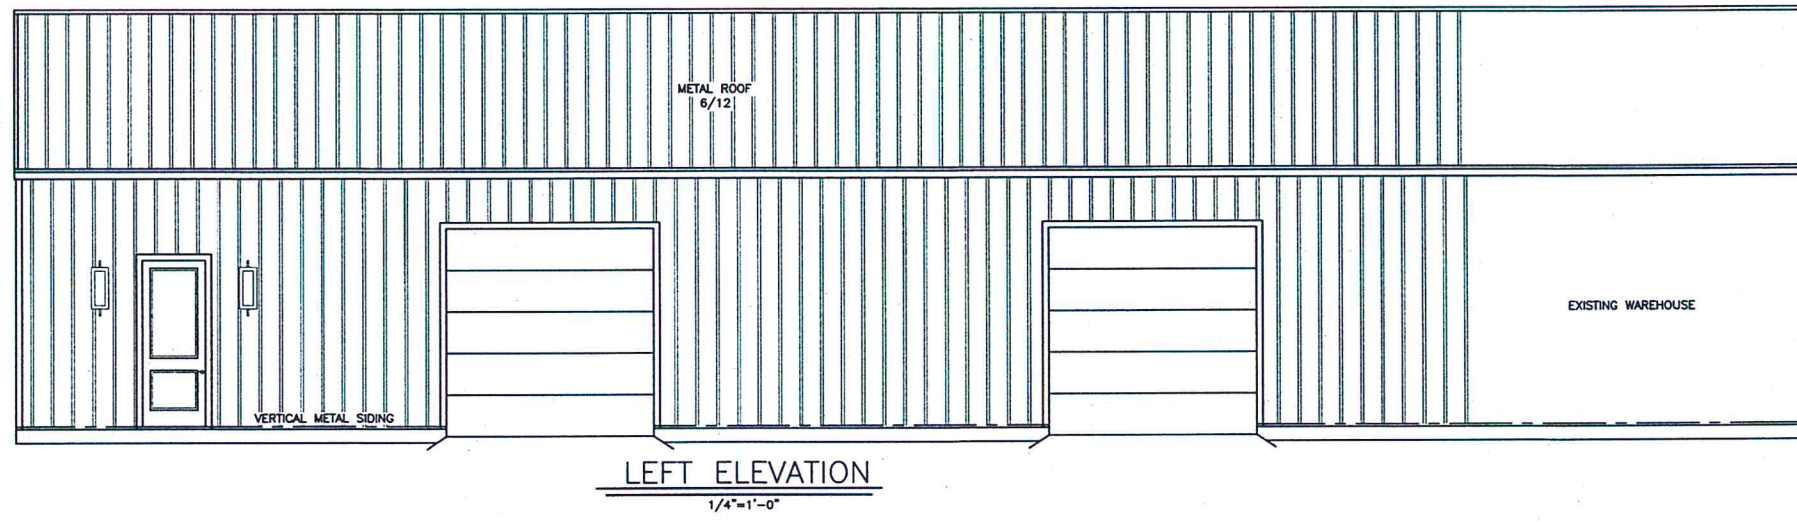 METAL ROOF
6/12
EXISTING WAREHOUSE
VERTICAL METAL SIDING
LEFT ELEVATION
1/4"=1'-0"